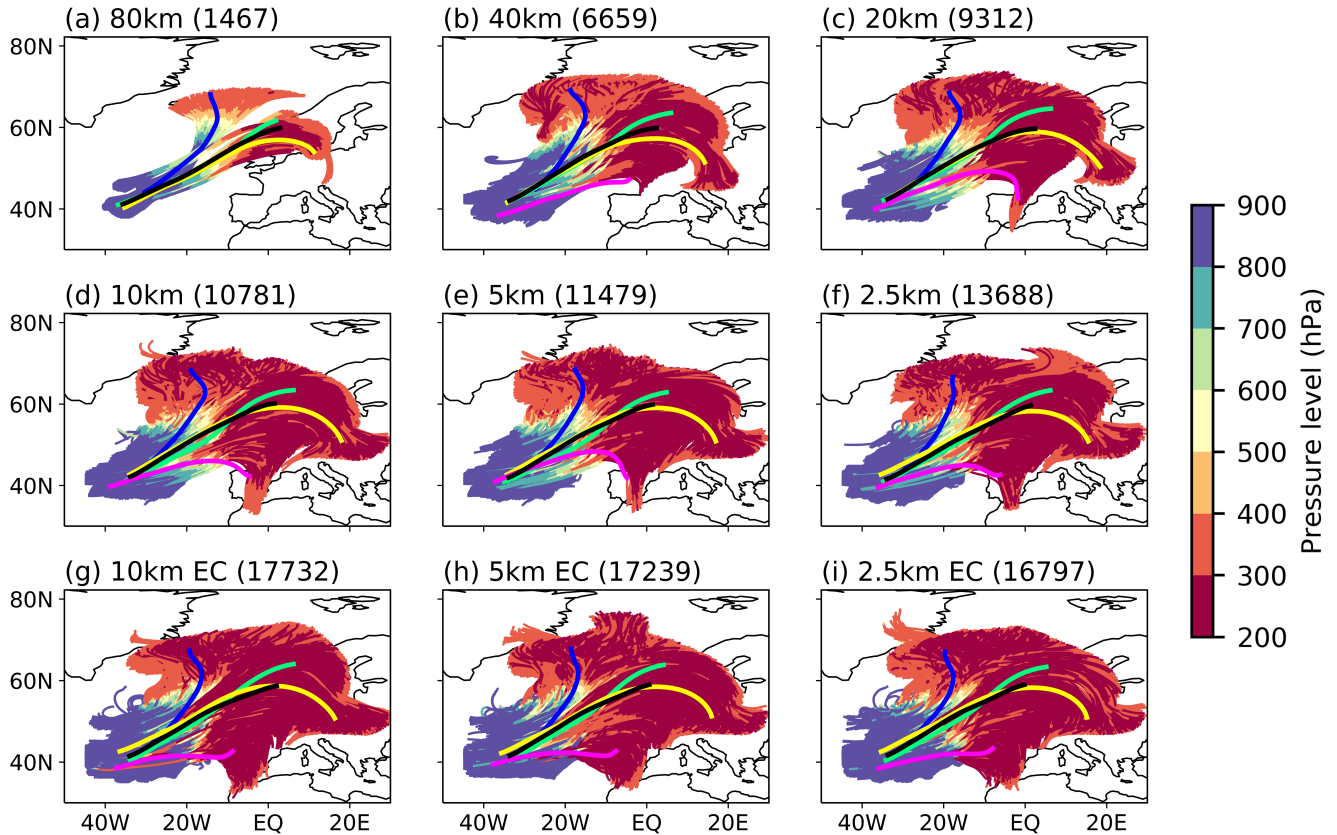 (a) 80km (1467)
(b) 40km (6659)
(c) 20km (9312)
80N
60N
40N
(d) 10km (10781)
(e) 5km (11479)
(f) 2.5km (13688)
80N
60N
40N
(g) 10km EC (17732)
(h) 5km EC (17239)
(i) 2.5km EC (16797)
80N
60N
40N
40W 20W EQ 20E
40W 20W EQ 20E
40W 20W EQ 20E
900
800
700
600
500
400
300
200
Pressure level (hPa)